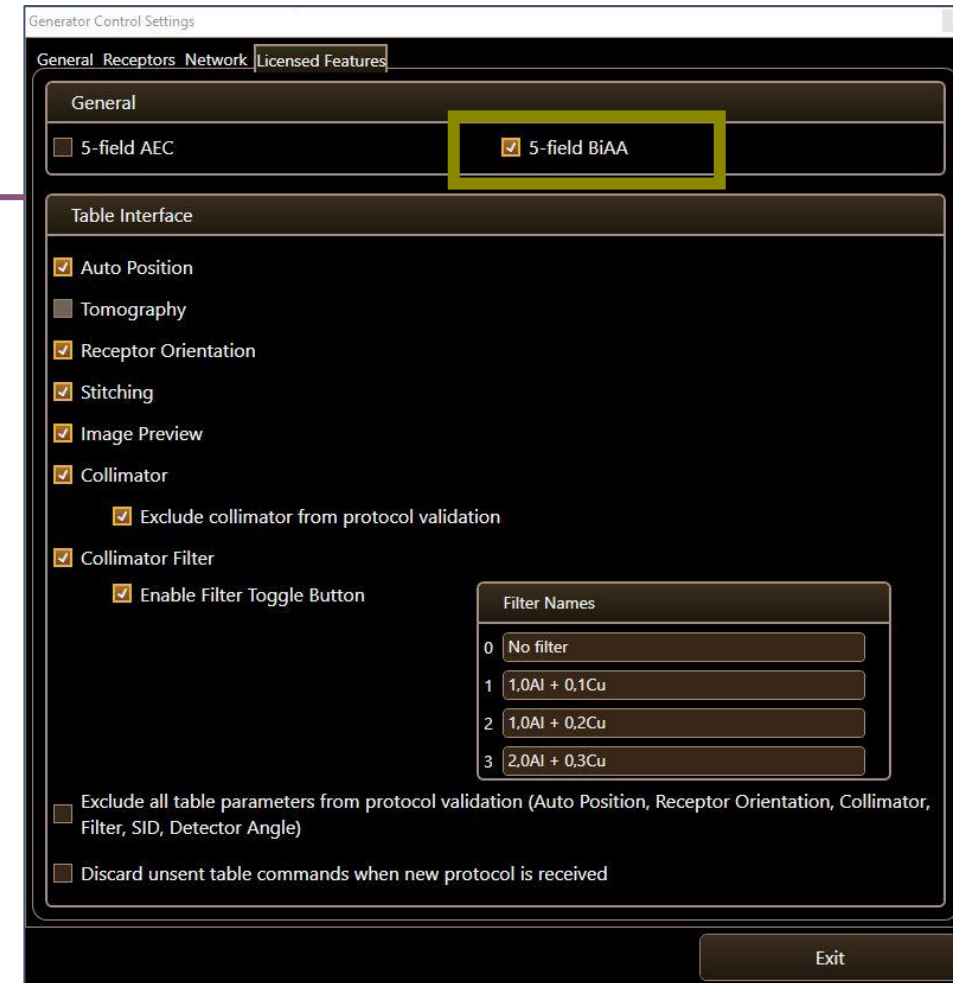 Generator Control Settings
General Receptors Network Licensed Features
General
5-field AEC
5-field BiAA
Table Interface
Auto Position
Tomography
Receptor Orientation
Stitching
Image Preview
Collimator
Exclude collimator from protocol validation
Collimator Filter
Enable Filter Toggle Button
Filter Names
0 No filter
1 1,0Al + 0,1Cu
2 1,0Al + 0,2Cu
3 2,0Al + 0,3Cu
Exclude all table parameters from protocol validation (Auto Position, Receptor Orientation, Collimator,
Filter, SID, Detector Angle)
Discard unsent table commands when new protocol is received
Exit